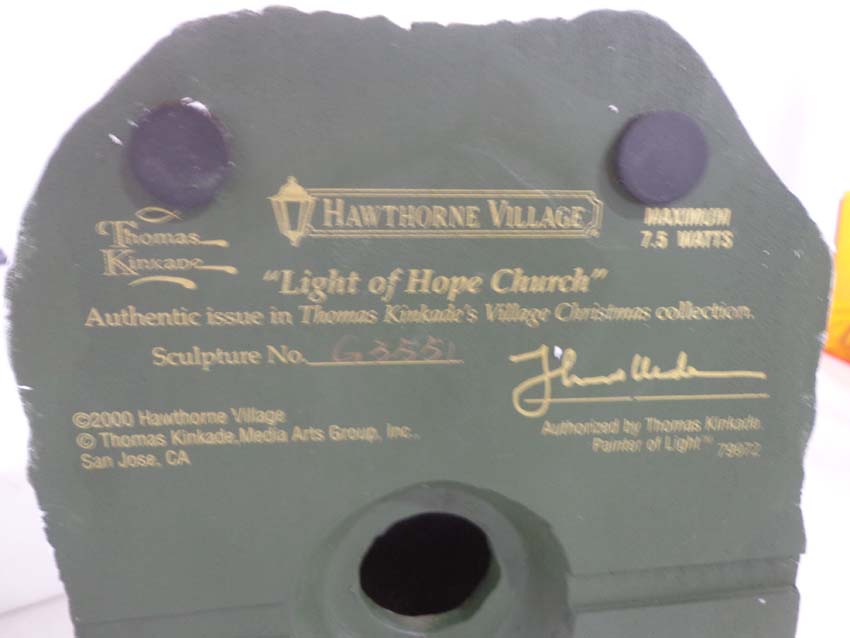 HAWTHORNE VILLAGE
Thomas
Kinkade
MAXIMUM
7.5 WATTS
"Light of Hope Church"
Authentic issue in Thomas Kinkade's Village Christmas collection.
Sculpture No. G3551
©2000 Hawthorne Village
© Thomas Kinkade, Media Arts Group, Inc.
San Jose, CA
Authorized by Thomas Kinkade
Painter of Light™ 79872